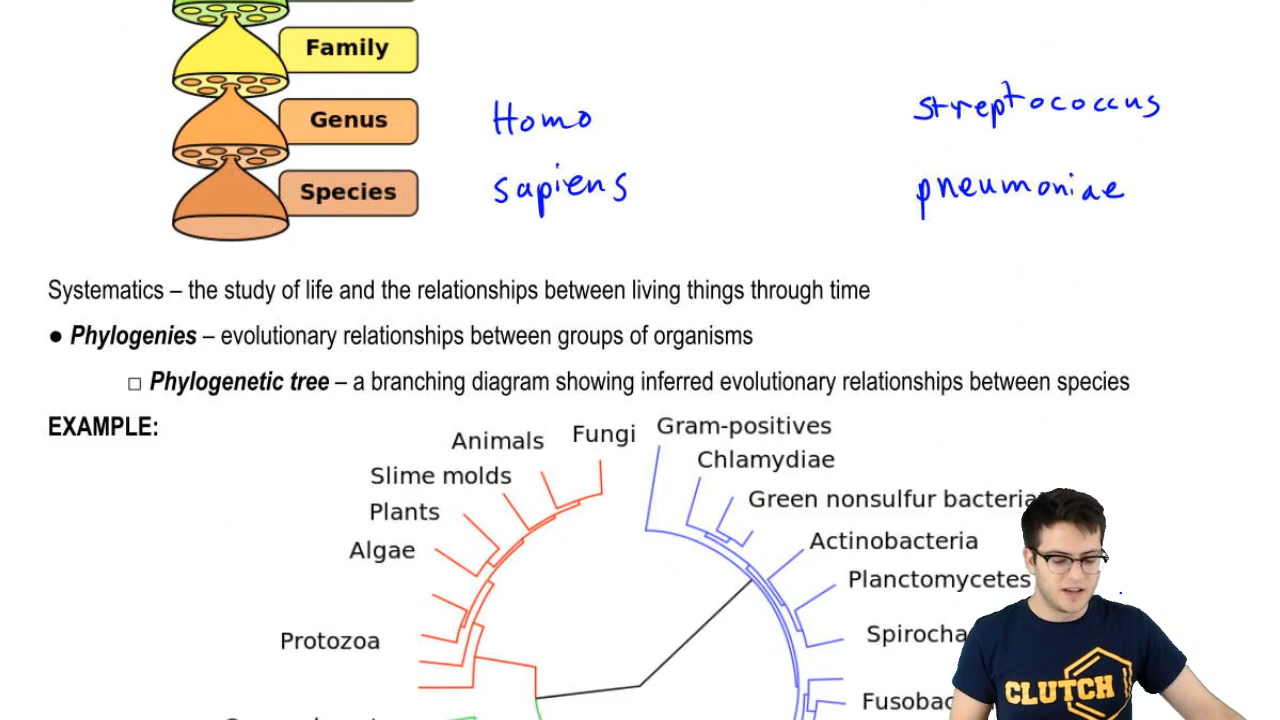 Family
Genus Homo streptococcus
Species sapiens pneumoniae
Systematics – the study of life and the relationships between living things through time
● Phylogenies – evolutionary relationships between groups of organisms
□ Phylogenetic tree – a branching diagram showing inferred evolutionary relationships between species
EXAMPLE:
Animals Fungi Gram-positives
Slime molds Chlamydiae
Plants Green nonsulfur bacteria
Algae Actinobacteria
Planctomycetes
Protozoa Spirocha
Fusobac
CLUTCH